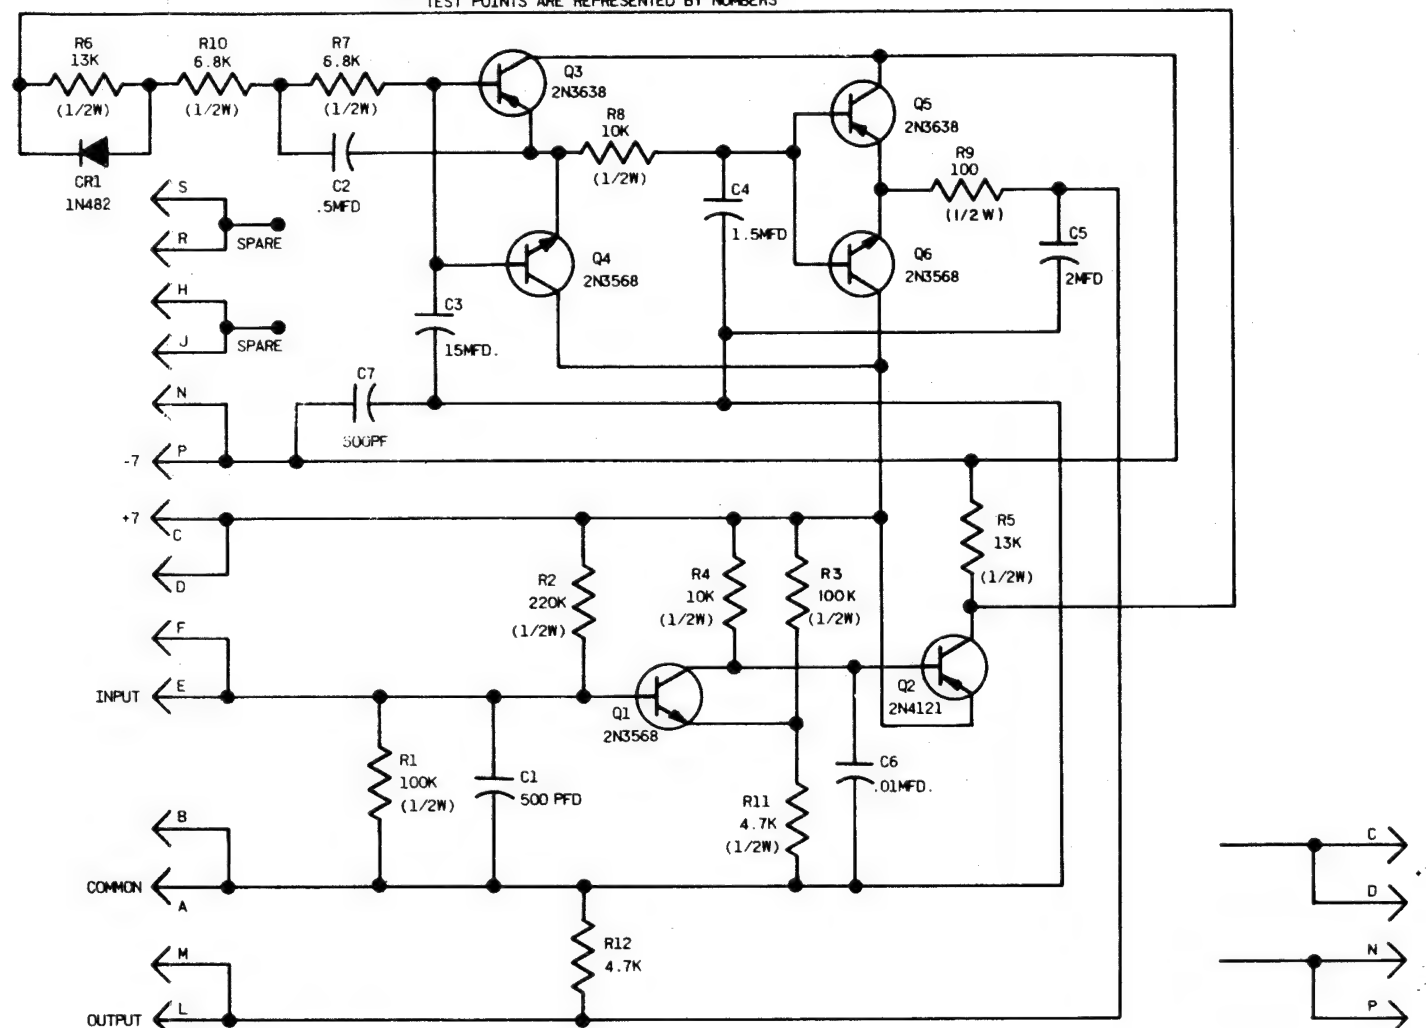 TEST POINTS ARE REPRESENTED BY NUMBERS
R6
13K
(1/2W)
R10
6.8K
(1/2W)
R7
6.8K
(1/2W)
Q3
2N3638
Q5
2N3638
R8
10K
(1/2W)
R9
100
(1/2W)
CR1
1N482
C2
.5MFD
C4
1.5MFD
C5
2MFD
S
R
SPARE
Q4
2N3568
Q6
2N3568
H
J
SPARE
C3
15MFD.
N
C7
500PF
-7
P
+7
C
D
R2
220K
(1/2W)
R4
10K
(1/2W)
R3
100K
(1/2W)
R5
13K
(1/2W)
F
INPUT
E
Q1
2N3568
Q2
2N4121
R1
100K
(1/2W)
C1
500 PFD
C6
.01MFD.
R11
4.7K
(1/2W)
B
COMMON
A
R12
4.7K
M
OUTPUT
L
C
D
N
P